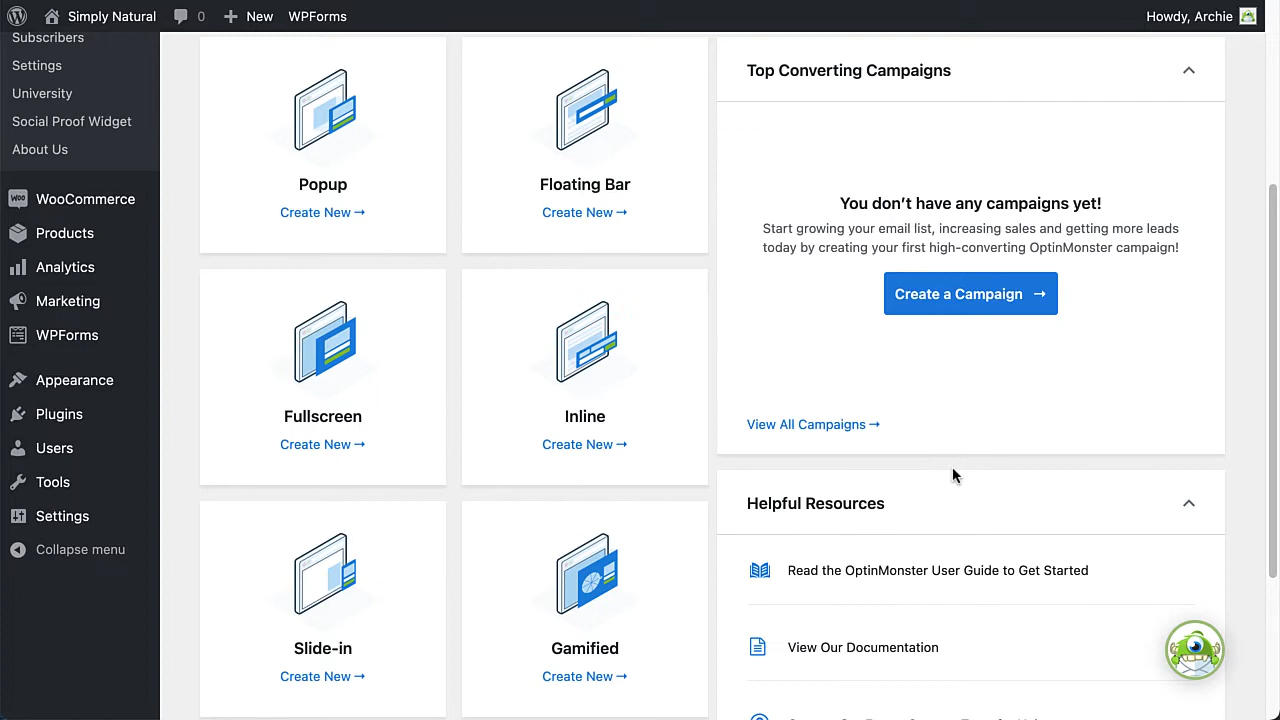 Simply Natural
0
New
WPForms
Howdy, Archie
Subscribers
Settings
University
Social Proof Widget
About Us
WooCommerce
Products
Analytics
Marketing
WPForms
Appearance
Plugins
Users
Tools
Settings
Collapse menu
Popup
Create New →
Floating Bar
Create New →
Fullscreen
Create New →
Inline
Create New →
Slide-in
Create New →
Gamified
Create New →
Top Converting Campaigns
You don’t have any campaigns yet!
Start growing your email list, increasing sales and getting more leads
today by creating your first high-converting OptinMonster campaign!
Create a Campaign →
View All Campaigns →
Helpful Resources
Read the OptinMonster User Guide to Get Started
View Our Documentation